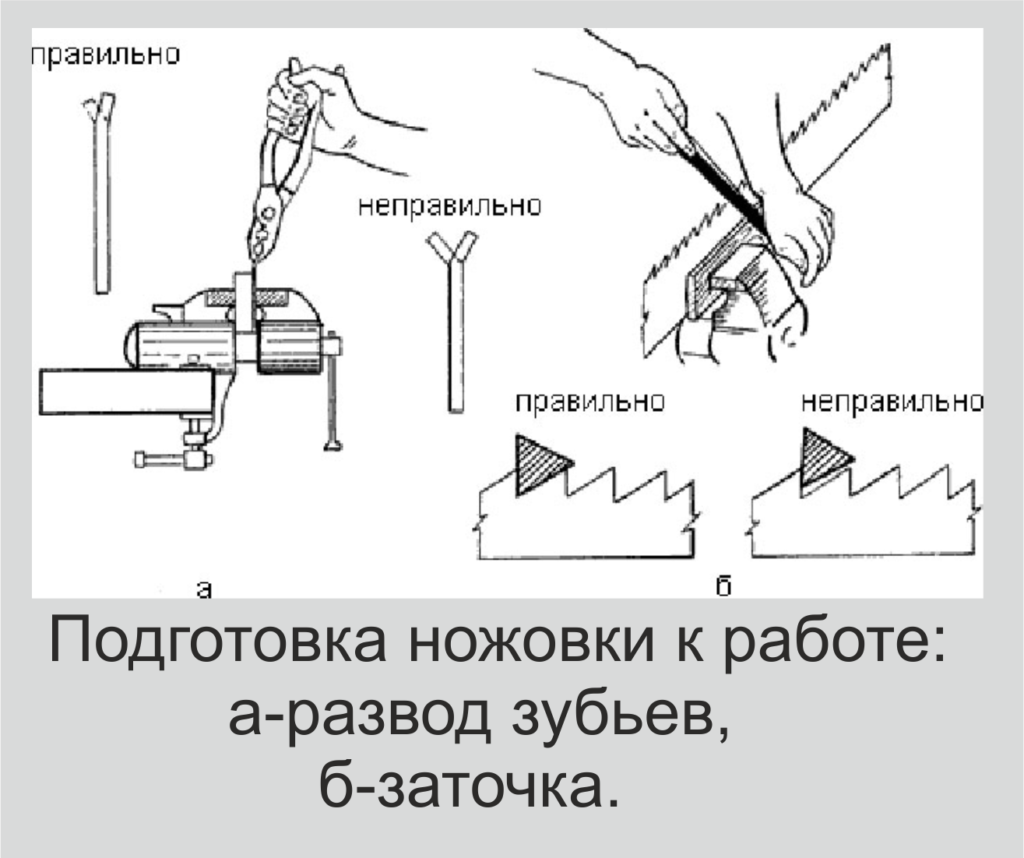 правильно
неправильно
правильно
неправильно
а
б
Подготовка ножовки к работе:
а-развод зубьев,
б-заточка.